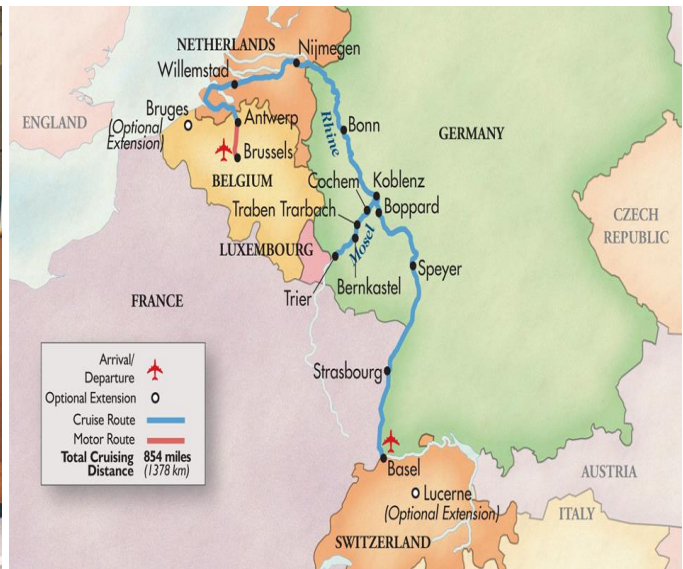 NETHERLANDS
Nijmegen
Willemstad
ENGLAND
Bruges
(Optional
Extension)
Antwerp
Brussels
BELGIUM
Rhine
Bonn
GERMANY
Cochem
Koblenz
Traben Trarbach
Boppard
CZECH
REPUBLIC
LUXEMBOURG
Mosel
Speyer
Bernkastel
Trier
FRANCE
Strasbourg
Arrival/
Departure
Optional Extension
Cruise Route
Motor Route
Total Cruising 854 miles
Distance (1378 km)
Basel
AUSTRIA
Lucerne
(Optional Extension)
ITALY
SWITZERLAND